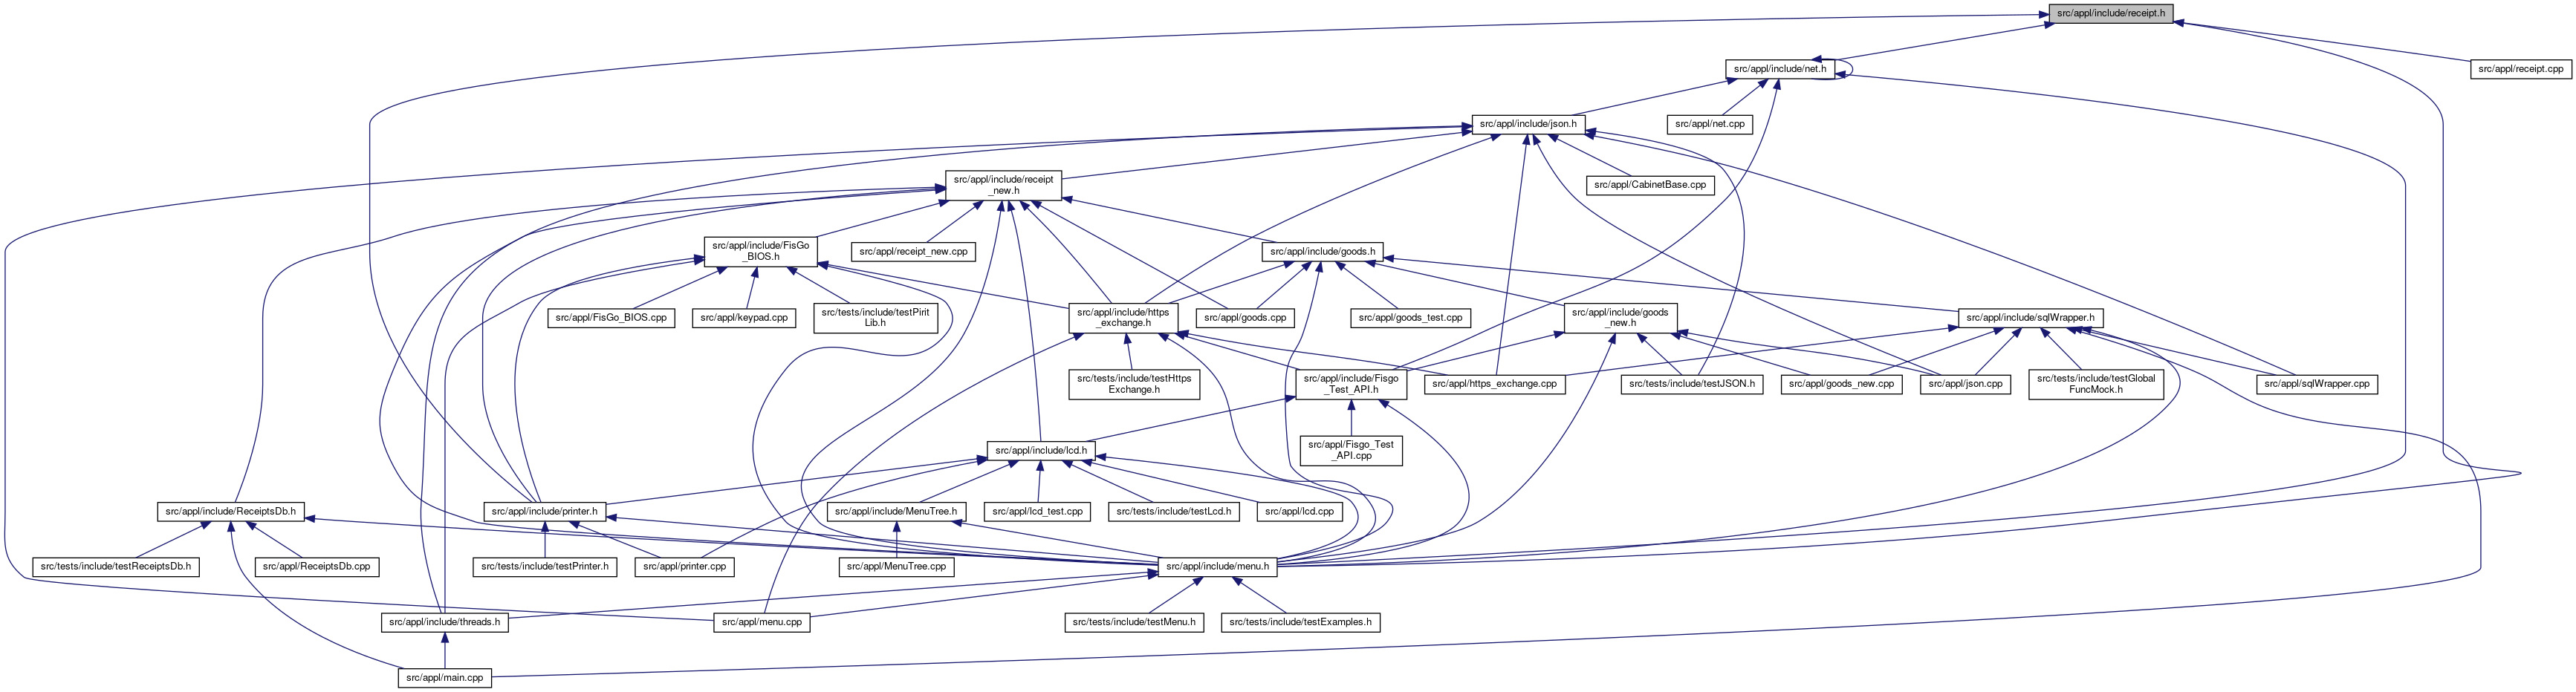 src/appl/include/receipt.h
src/appl/include/net.h
src/appl/receipt.cpp
src/appl/include/json.h
src/appl/net.cpp
src/appl/include/receipt
_new.h
src/appl/CabinetBase.cpp
src/appl/include/FisGo
_BIOS.h
src/appl/receipt_new.cpp
src/appl/include/goods.h
src/appl/FisGo_BIOS.cpp
src/appl/keypad.cpp
src/tests/include/testPirit
Lib.h
src/appl/include/https
_exchange.h
src/appl/goods.cpp
src/appl/goods_test.cpp
src/appl/include/goods
_new.h
src/appl/include/sqlWrapper.h
src/tests/include/testHttps
Exchange.h
src/appl/include/Fisgo
_Test_API.h
src/appl/https_exchange.cpp
src/tests/include/testJSON.h
src/appl/goods_new.cpp
src/appl/json.cpp
src/tests/include/testGlobal
FuncMock.h
src/appl/sqlWrapper.cpp
src/appl/include/lcd.h
src/appl/Fisgo_Test
_API.cpp
src/appl/include/ReceiptsDb.h
src/appl/include/printer.h
src/appl/include/MenuTree.h
src/appl/lcd_test.cpp
src/tests/include/testLcd.h
src/appl/lcd.cpp
src/tests/include/testReceiptsDb.h
src/appl/ReceiptsDb.cpp
src/tests/include/testPrinter.h
src/appl/printer.cpp
src/appl/MenuTree.cpp
src/appl/include/menu.h
src/appl/include/threads.h
src/appl/menu.cpp
src/tests/include/testMenu.h
src/tests/include/testExamples.h
src/appl/main.cpp